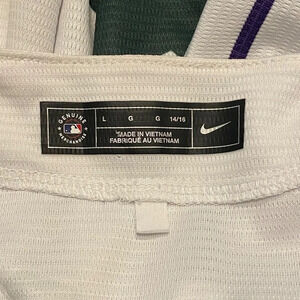 GENUINE
MERCHANDISE
L G G 14/16
MADE IN VIETNAM
FABRIQUÉ AU VIETNAM